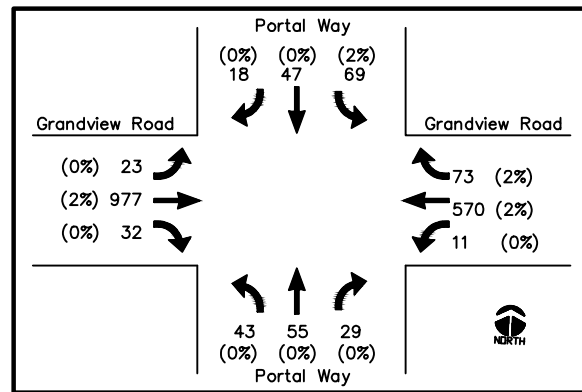 Portal Way
(0%) (0%) (2%)
18 47 69
Grandview Road
Grandview Road
(0%) 23
(2%) 977
(0%) 32
73 (2%)
570 (2%)
11 (0%)
43 55 29
(0%) (0%) (0%)
Portal Way
NORTH